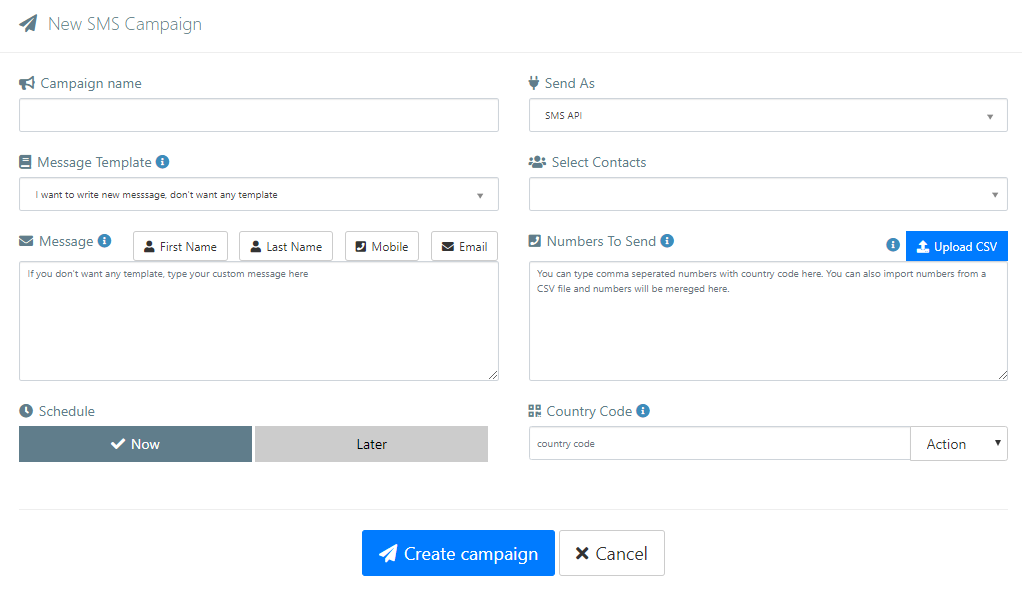 New SMS Campaign
Campaign name
Send As
SMS API
Message Template
Select Contacts
I want to write new messsage, don't want any template
Message
First Name
Last Name
Mobile
Email
Numbers To Send
Upload CSV
If you don't want any template, type your custom message here
You can type comma seperated numbers with country code here. You can also import numbers from a
CSV file and numbers will be mereged here.
Schedule
Country Code
Now
Later
country code
Action
Create campaign
Cancel